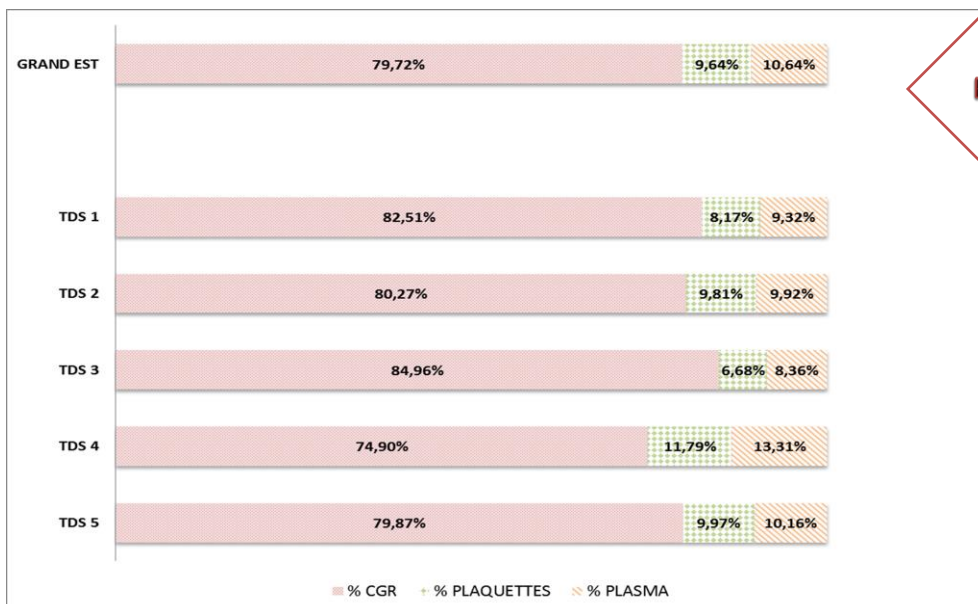 GRAND EST 79,72% 9,64% 10,64%
TDS 1 82,51% 8,17% 9,32%
TDS 2 80,27% 9,81% 9,92%
TDS 3 84,96% 6,68% 8,36%
TDS 4 74,90% 11,79% 13,31%
TDS 5 79,87% 9,97% 10,16%
% CGR % PLAQUETTES % PLASMA